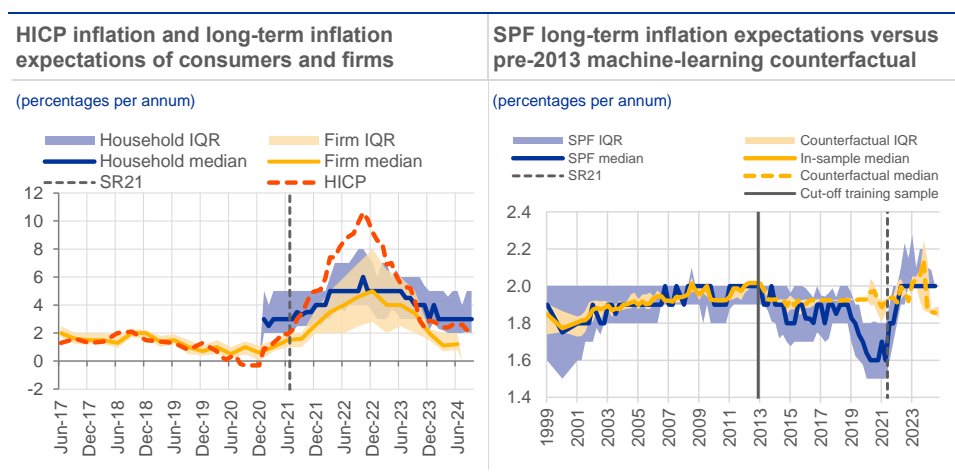 HICP inflation and long-term inflation
expectations of consumers and firms
(percentages per annum)
Household IQR
Firm IQR
Household median
Firm median
SR21
HICP
12
10
8
6
4
2
0
-2
Jun-17
Dec-17
Jun-18
Dec-18
Jun-19
Dec-19
Jun-20
Dec-20
Jun-21
Dec-21
Jun-22
Dec-22
Jun-23
Dec-23
Jun-24
SPF long-term inflation expectations versus
pre-2013 machine-learning counterfactual
(percentages per annum)
SPF IQR
Counterfactual IQR
SPF median
In-sample median
SR21
Counterfactual median
Cut-off training sample
2.4
2.2
2.0
1.8
1.6
1.4
1999
2001
2003
2005
2007
2009
2011
2013
2015
2017
2019
2021
2023